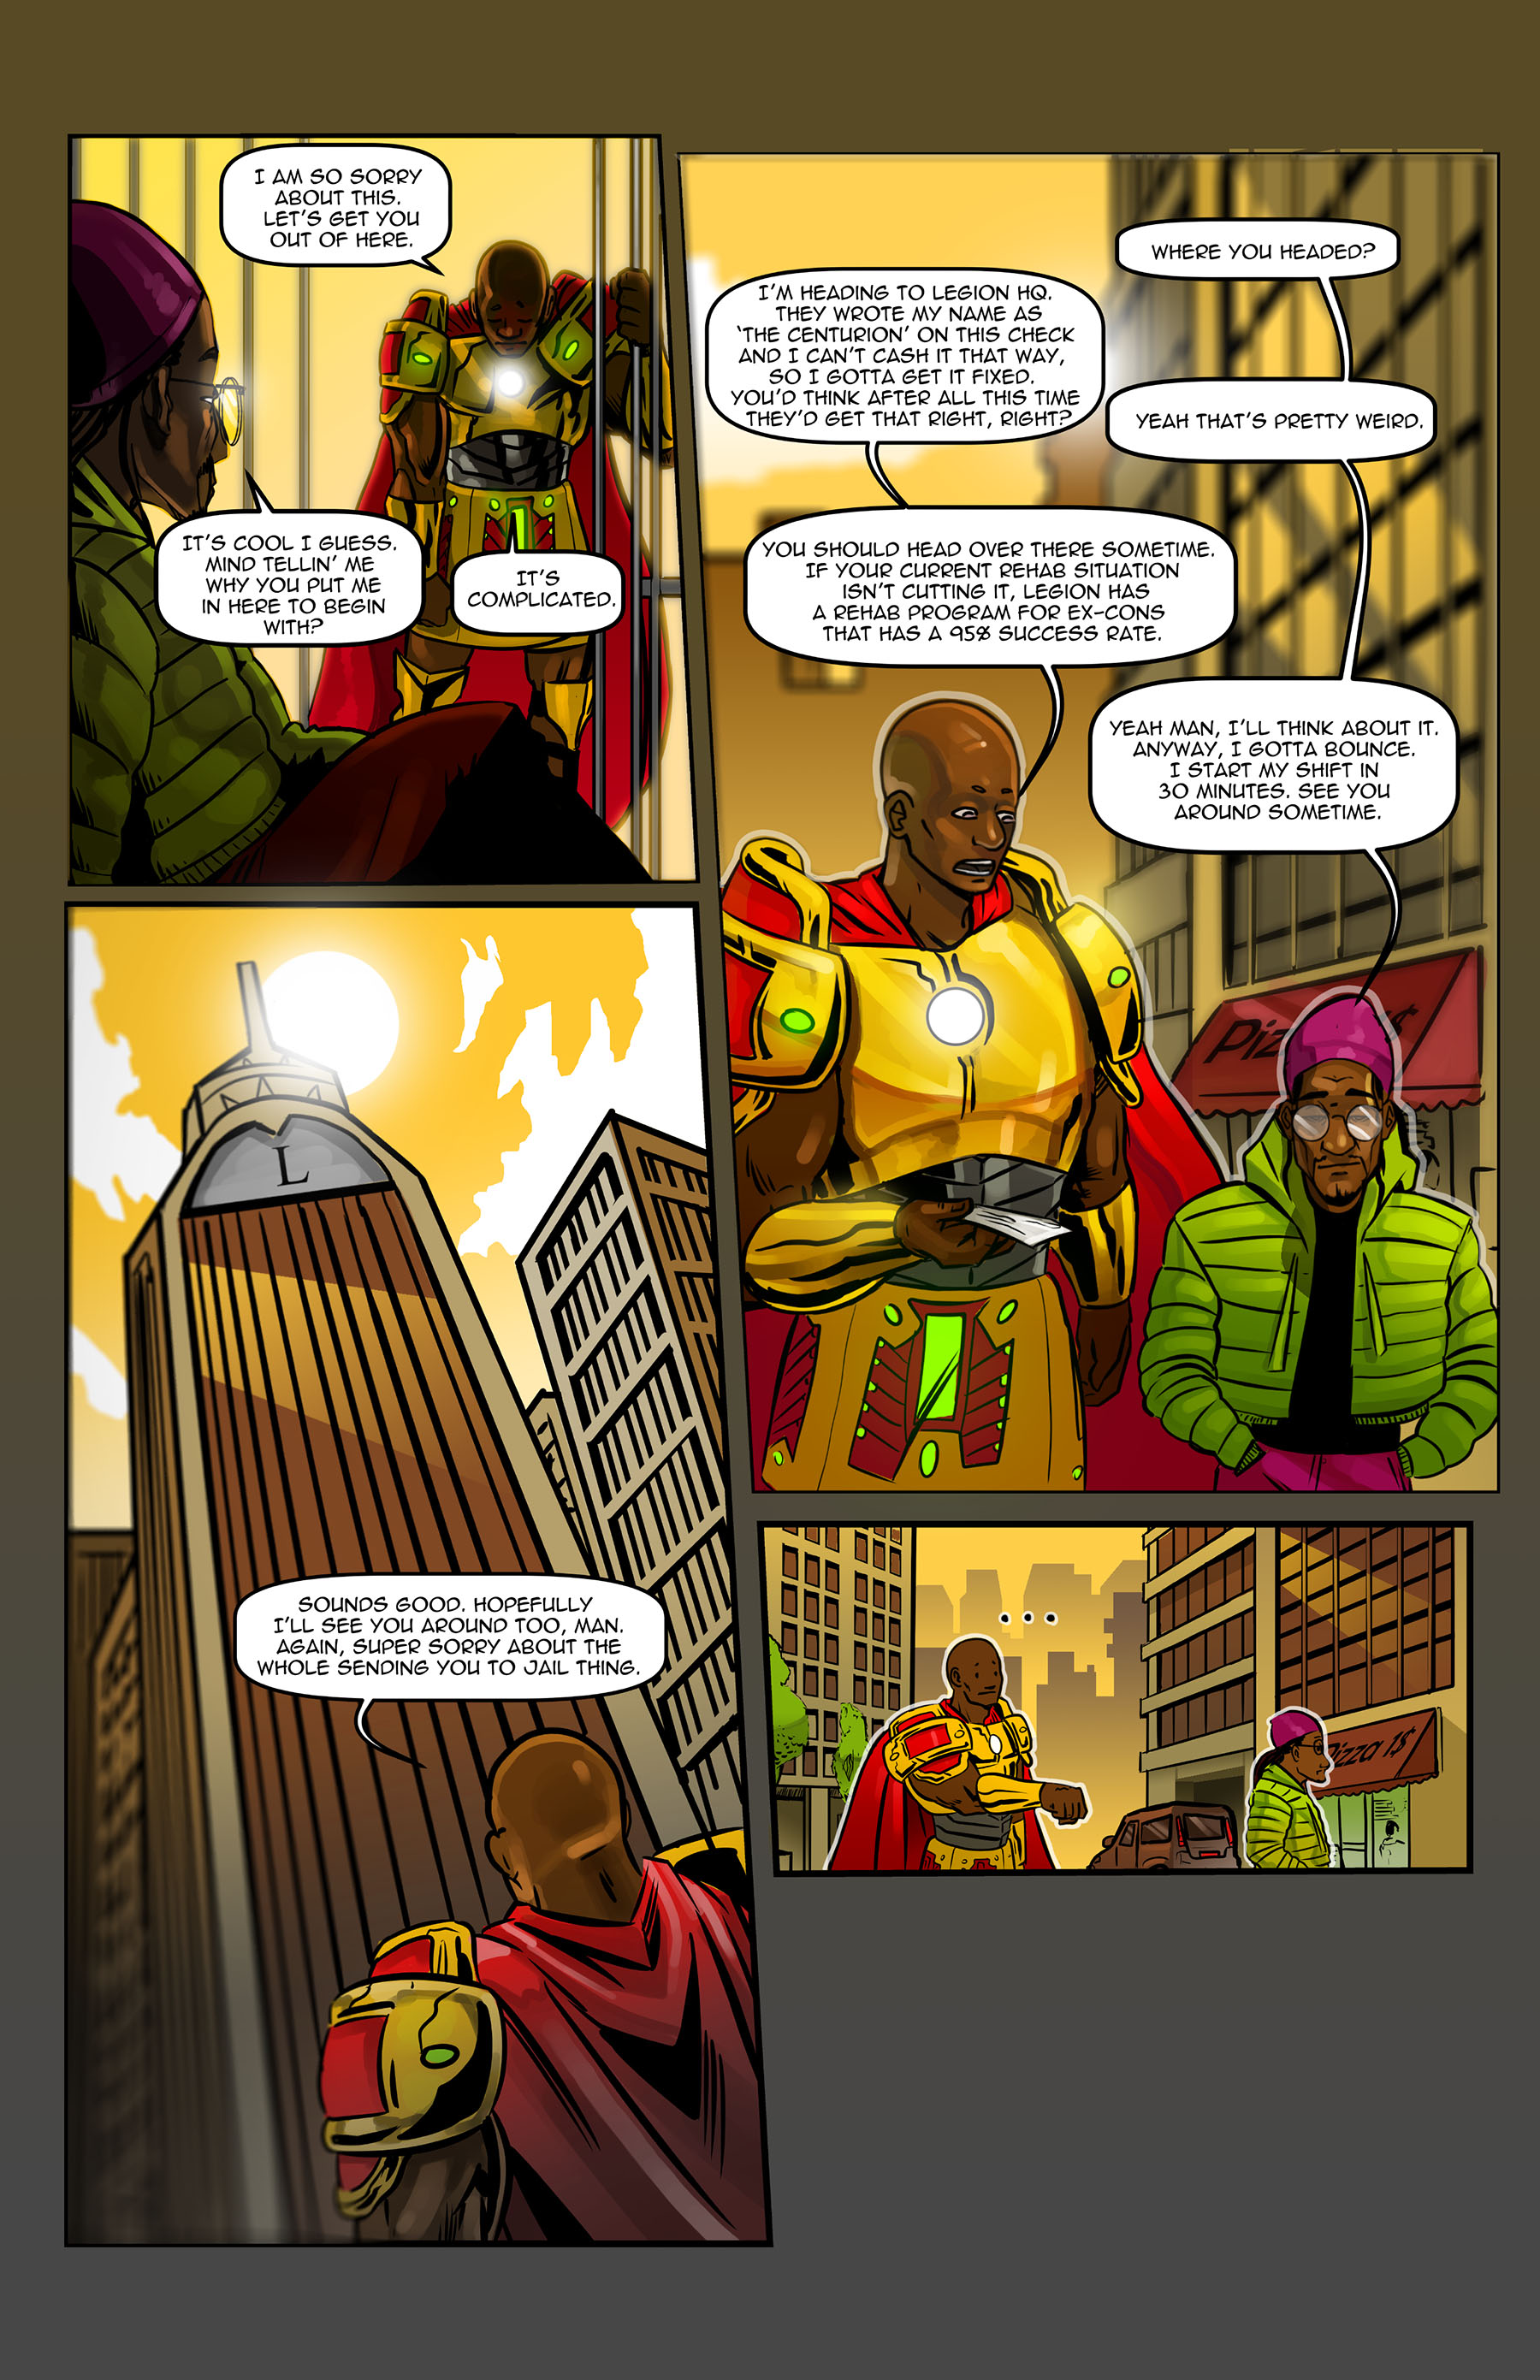 I AM SO SORRY
ABOUT THIS.
LET'S GET YOU
OUT OF HERE.
IT'S COOL I GUESS.
MIND TELLIN' ME
WHY YOU PUT ME
IN HERE TO BEGIN
WITH?
IT'S
COMPLICATED.
WHERE YOU HEADED?
I'M HEADING TO LEGION HQ.
THEY WROTE MY NAME AS
'THE CENTURION' ON THIS CHECK
AND I CAN'T CASH IT THAT WAY,
SO I GOTTA GET IT FIXED.
YOU'D THINK AFTER ALL THIS TIME
THEY'D GET THAT RIGHT, RIGHT?
YEAH THAT'S PRETTY WEIRD.
YOU SHOULD HEAD OVER THERE SOMETIME.
IF YOUR CURRENT REHAB SITUATION
ISN'T CUTTING IT, LEGION HAS
A REHAB PROGRAM FOR EX-CONS
THAT HAS A 95% SUCCESS RATE.
YEAH MAN, I'LL THINK ABOUT IT.
ANYWAY, I GOTTA BOUNCE.
I START MY SHIFT IN
30 MINUTES. SEE YOU
AROUND SOMETIME.
Piz 1$
L
SOUNDS GOOD. HOPEFULLY
I'LL SEE YOU AROUND TOO, MAN.
AGAIN, SUPER SORRY ABOUT THE
WHOLE SENDING YOU TO JAIL THING.
...
Pizza 1$